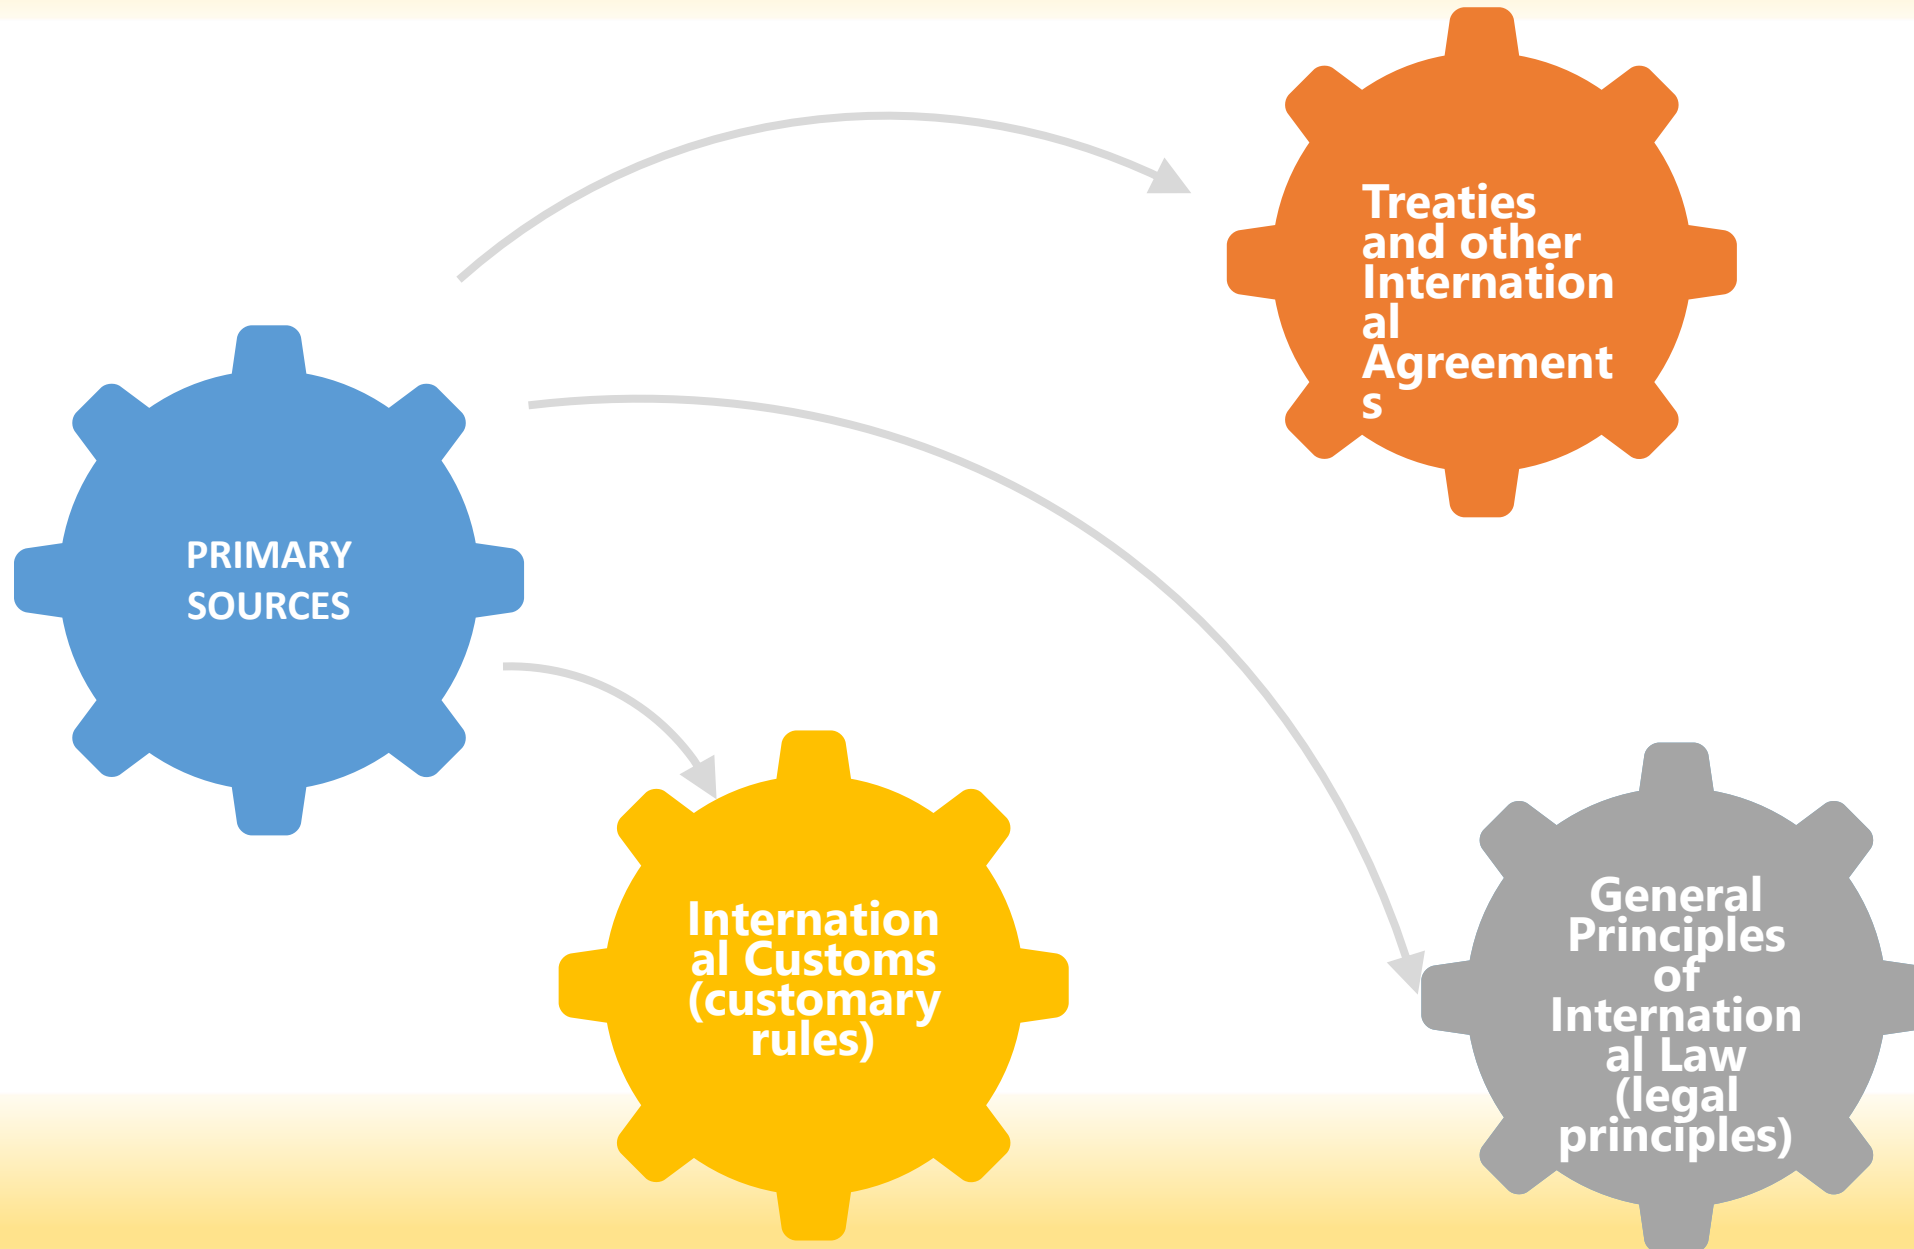 PRIMARY
SOURCES
Treaties
and other
Internation
al
Agreement
s
Internation
al Customs
(customary
rules)
General
Principles
of
Internation
al Law
(legal
principles)